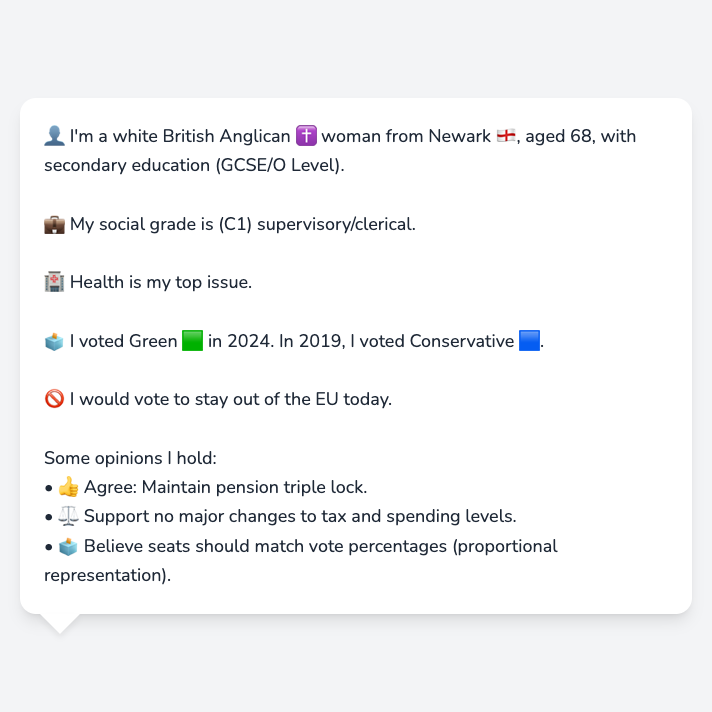 👤 I'm a white British Anglican ✝️ woman from Newark 🏴󠁧󠁢󠁥󠁮󠁧󠁿, aged 68, with
secondary education (GCSE/O Level).
💼 My social grade is (C1) supervisory/clerical.
🏥 Health is my top issue.
🗳️ I voted Green 🟩 in 2024. In 2019, I voted Conservative 🟦.
🚫 I would vote to stay out of the EU today.
Some opinions I hold:
• 👍 Agree: Maintain pension triple lock.
• ⚖️ Support no major changes to tax and spending levels.
• 🗳️ Believe seats should match vote percentages (proportional
representation).